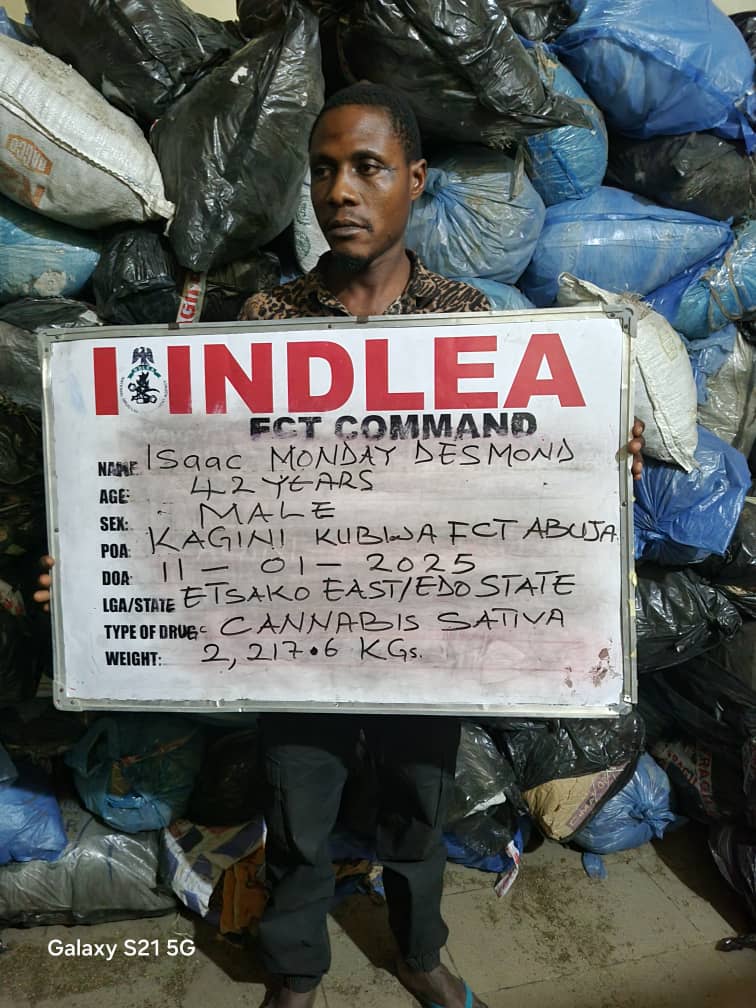 NDLEA
FCT COMMAND
NAME: Isaac MONDAY DESMOND
AGE: 42 YEARS
SEX: MALE
POA: KAGINI KUBWA FCT ABUJA
DOA: 11 - 01 - 2025
LGA/STATE ETSAKO EAST/EDO STATE
TYPE OF DRUG: CANNABIS SATIVA
WEIGHT: 2,217.6 KGs.
Galaxy S21 5G